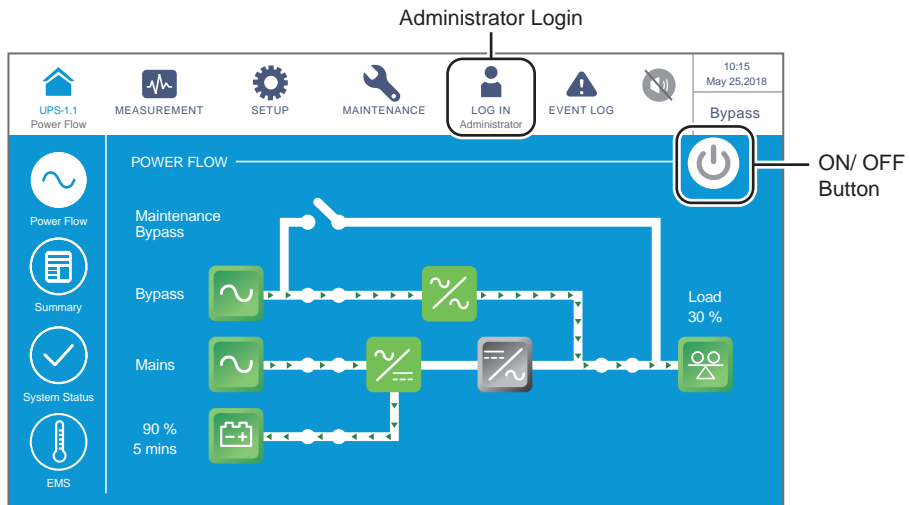 Administrator Login
UPS-1.1
Power Flow
MEASUREMENT
SETUP
MAINTENANCE
LOG IN
Administrator
EVENT LOG
10:15
May 25,2018
Bypass
ON/ OFF
Button
POWER FLOW
Power Flow
Summary
System Status
EMS
Maintenance
Bypass
Bypass
Mains
90 %
5 mins
Load
30 %